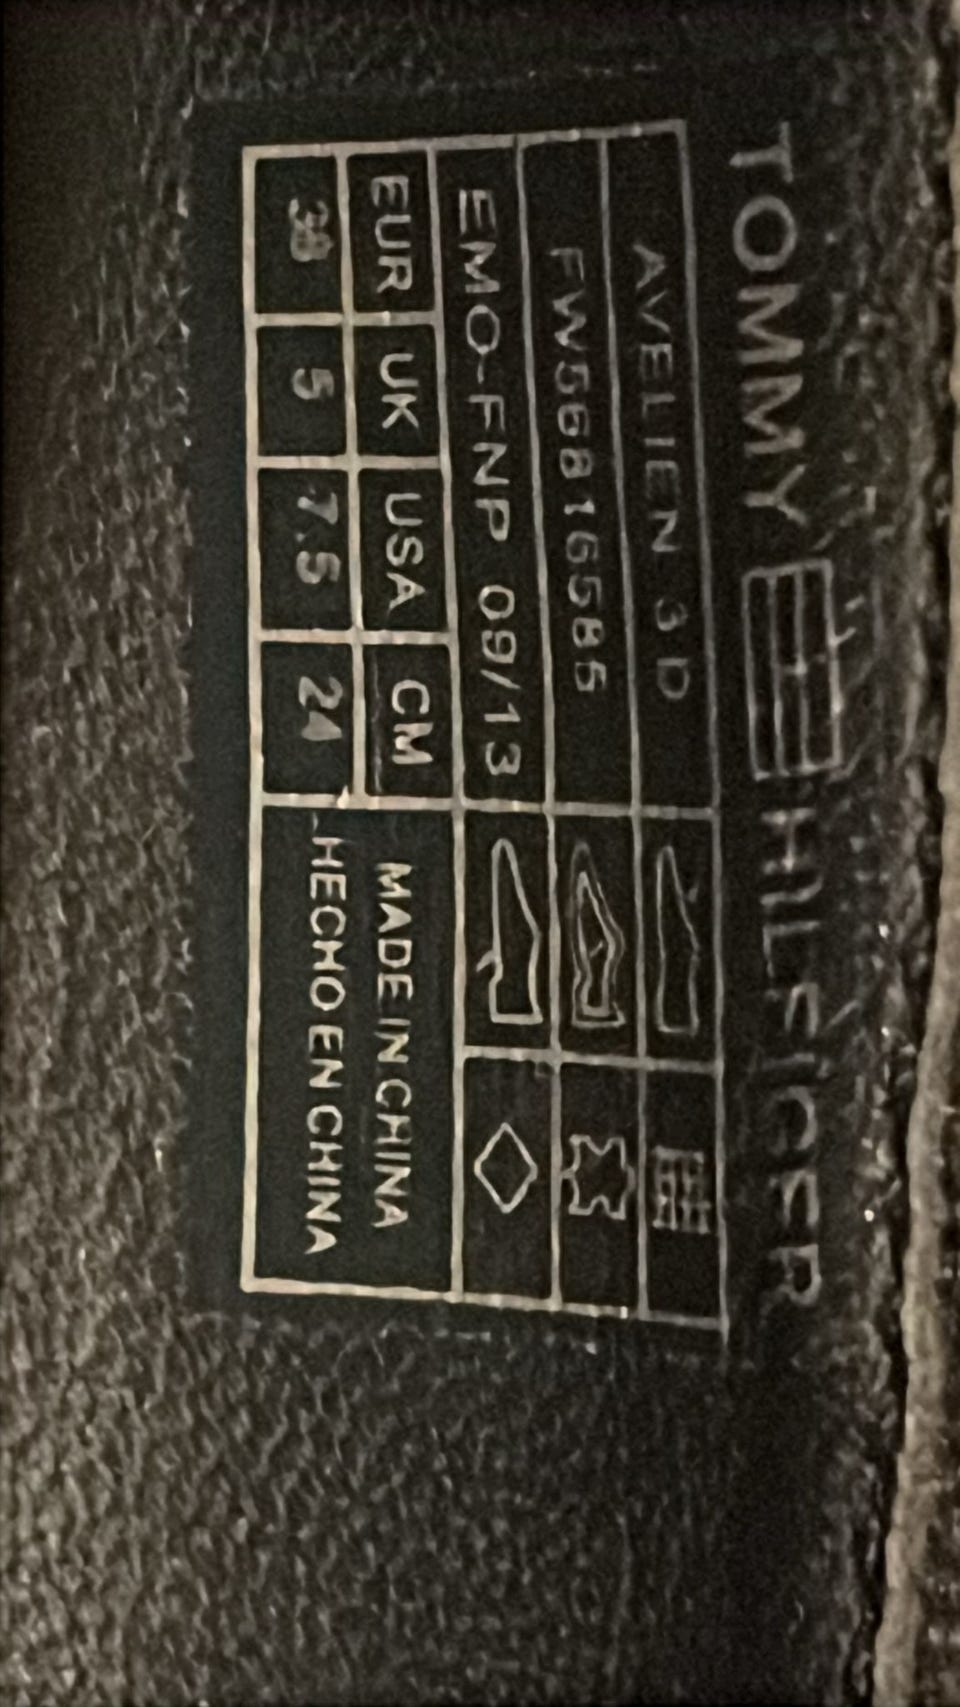 TOMMY HILFIGER
AVELIEN 3D
FW56816585
EMO-FNP 09/13
EUR UK USA CM
38 5 7.5 24
MADE IN CHINA
HECHO EN CHINA